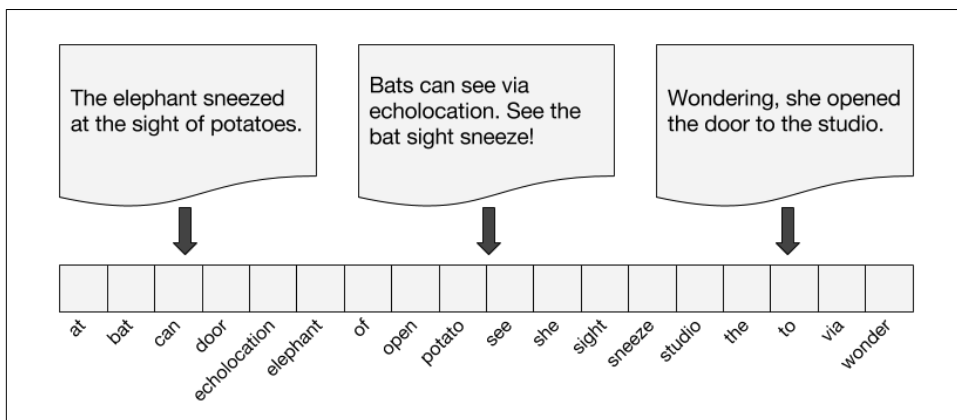 The elephant sneezed
at the sight of potatoes.
Bats can see via
echolocation. See the
bat sight sneeze!
Wondering, she opened
the door to the studio.
at
bat
can
door
echolocation
elephant
of
open
potato
see
she
sight
sneeze
studio
the
to
via
wonder